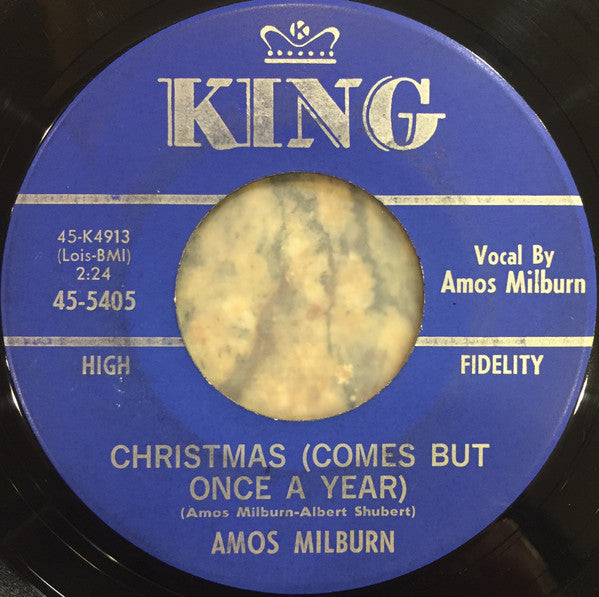 K
KING
45-K4913
(Lois-BMI)
2:24
45-5405
Vocal By
Amos Milburn
HIGH
FIDELITY
CHRISTMAS (COMES BUT
ONCE A YEAR)
(Amos Milburn-Albert Shubert)
AMOS MILBURN